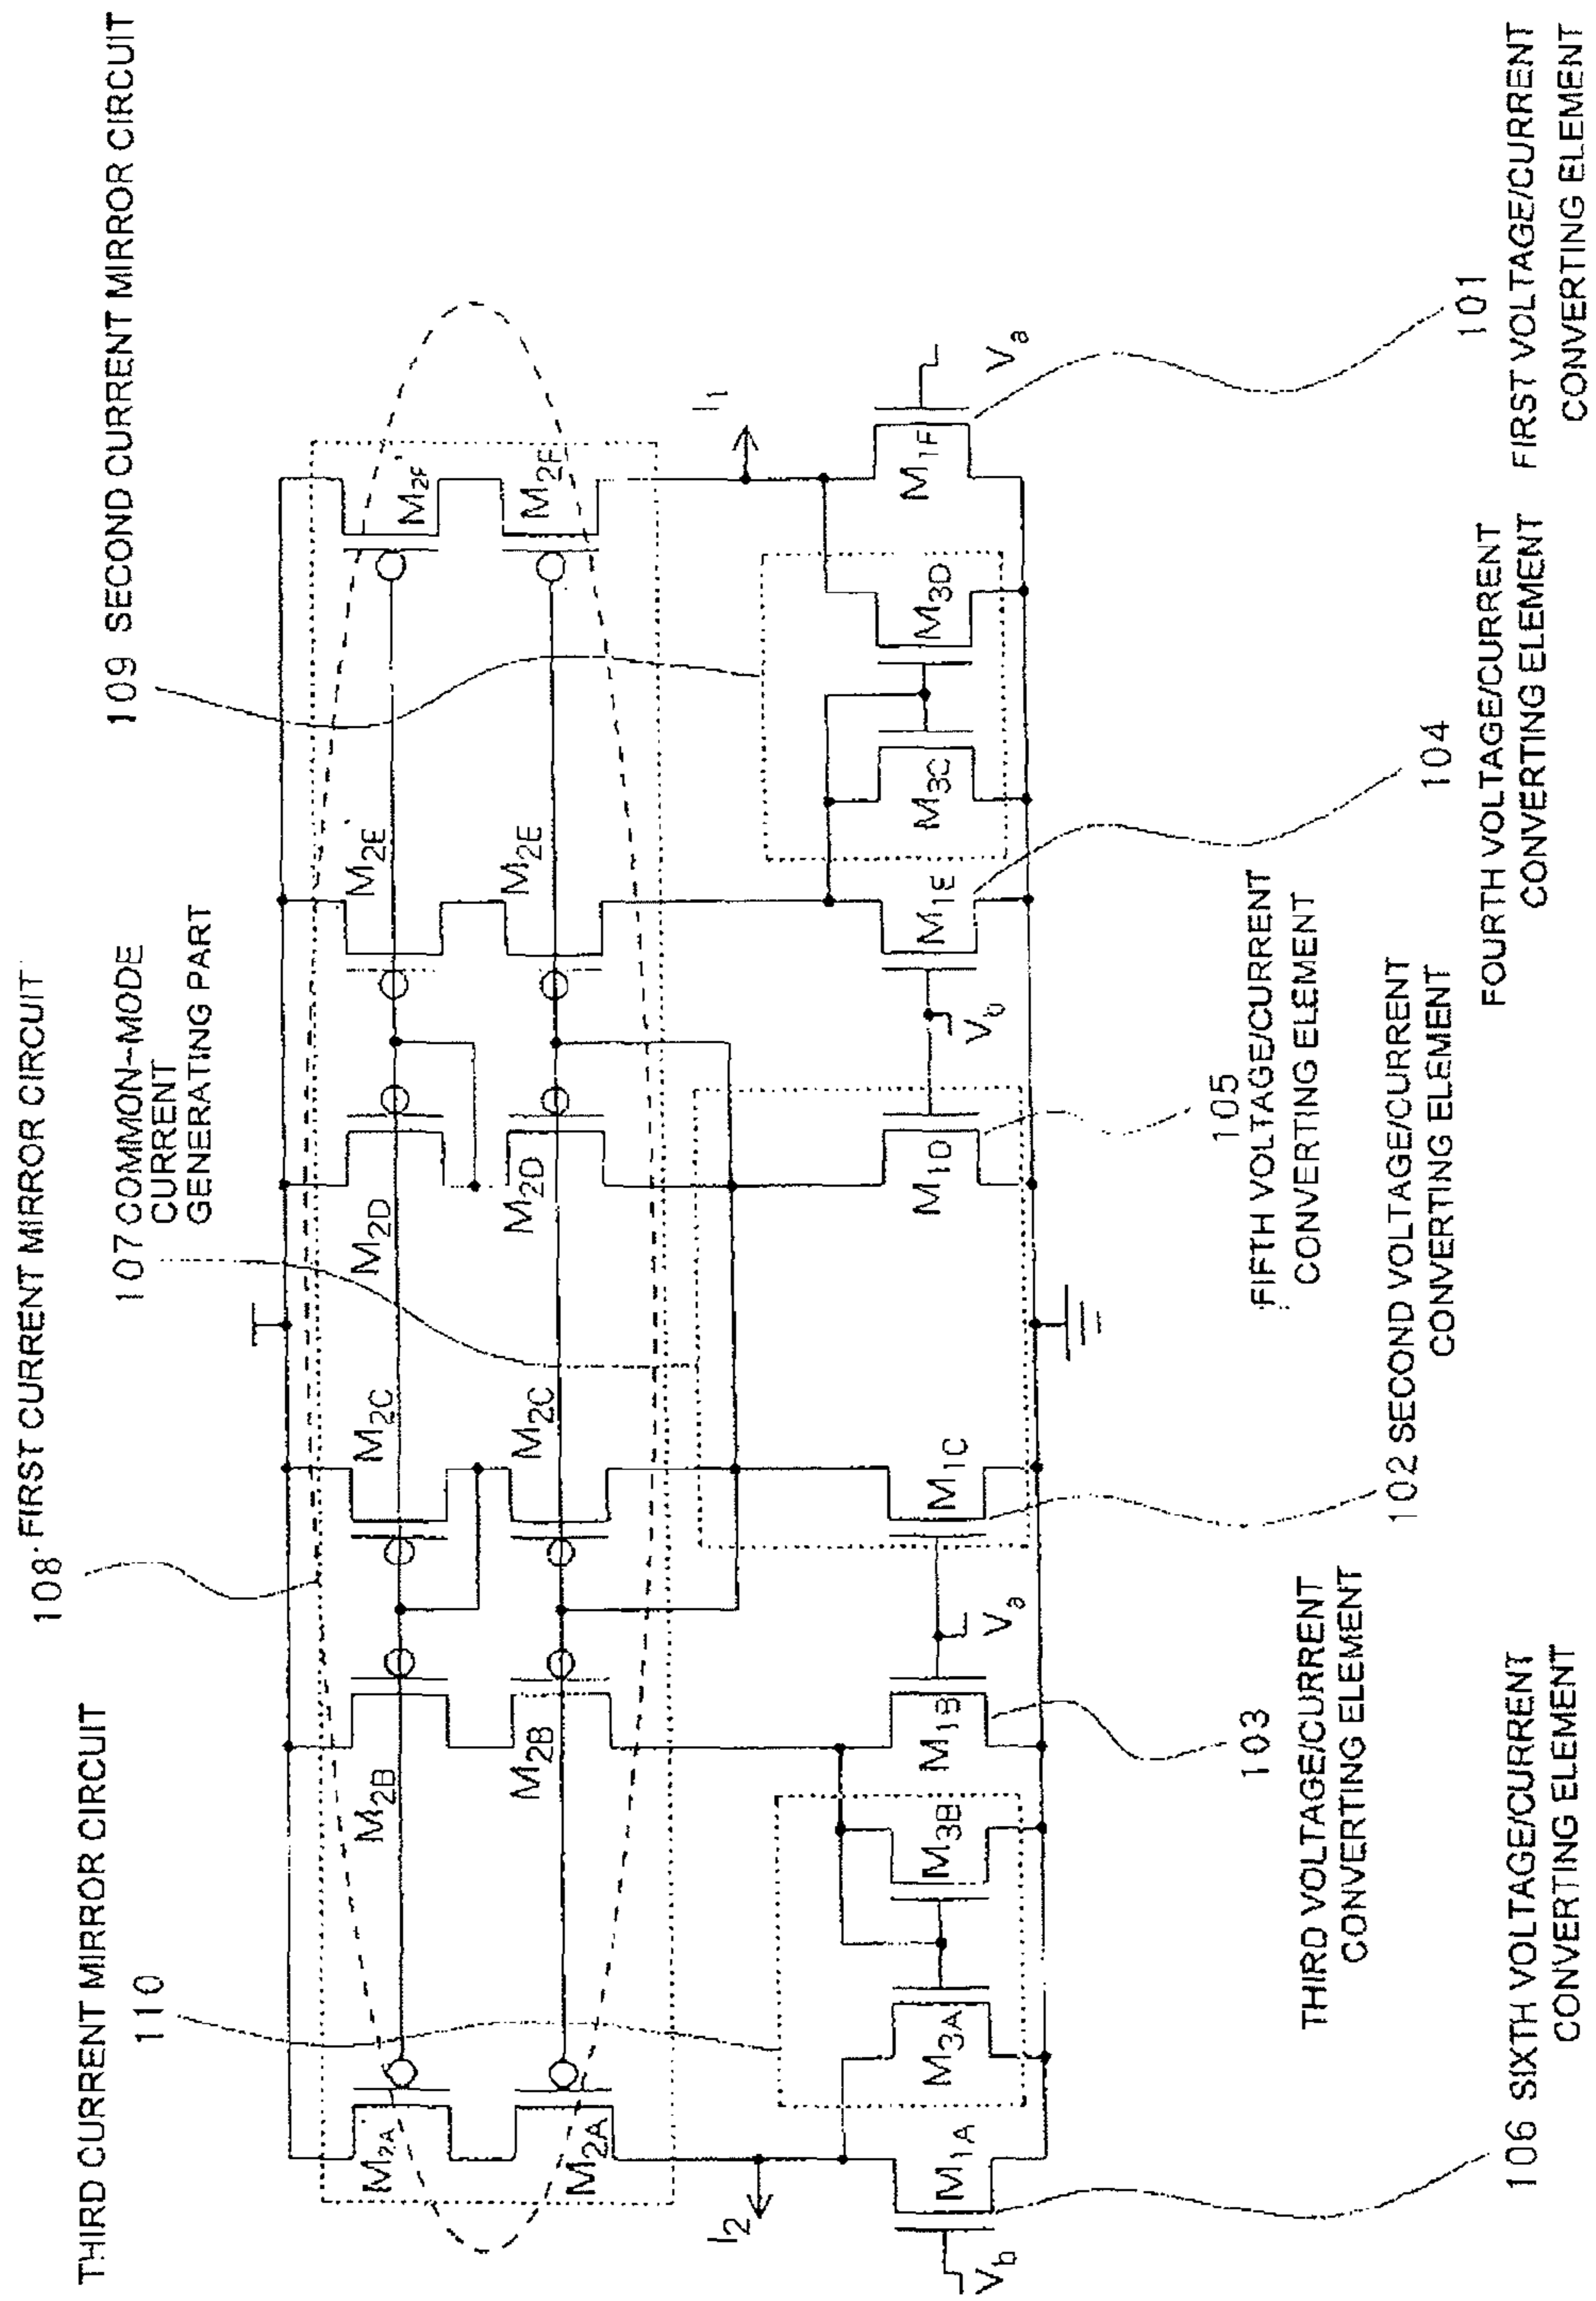 THIRD CURRENT MIRROR CIRCUIT
110
108 FIRST CURRENT MIRROR CIRCUIT
107 COMMON-MODE
CURRENT
GENERATING PART
109 SECOND CURRENT MIRROR CIRCUIT
M2A
M2B
M2C
M2D
M2E
M2F
M2A
M2B
M2C
M2D
M2E
M2F
I2
I1
M1A
M3A
M3B
M1B
M1C
M1D
M1E
M3C
M3D
M1F
Vb
Va
Va
103
THIRD VOLTAGE/CURRENT
CONVERTING ELEMENT
102 SECOND VOLTAGE/CURRENT
CONVERTING ELEMENT
105
FIFTH VOLTAGE/CURRENT
CONVERTING ELEMENT
104
FOURTH VOLTAGE/CURRENT
CONVERTING ELEMENT
101
FIRST VOLTAGE/CURRENT
CONVERTING ELEMENT
106 SIXTH VOLTAGE/CURRENT
CONVERTING ELEMENT